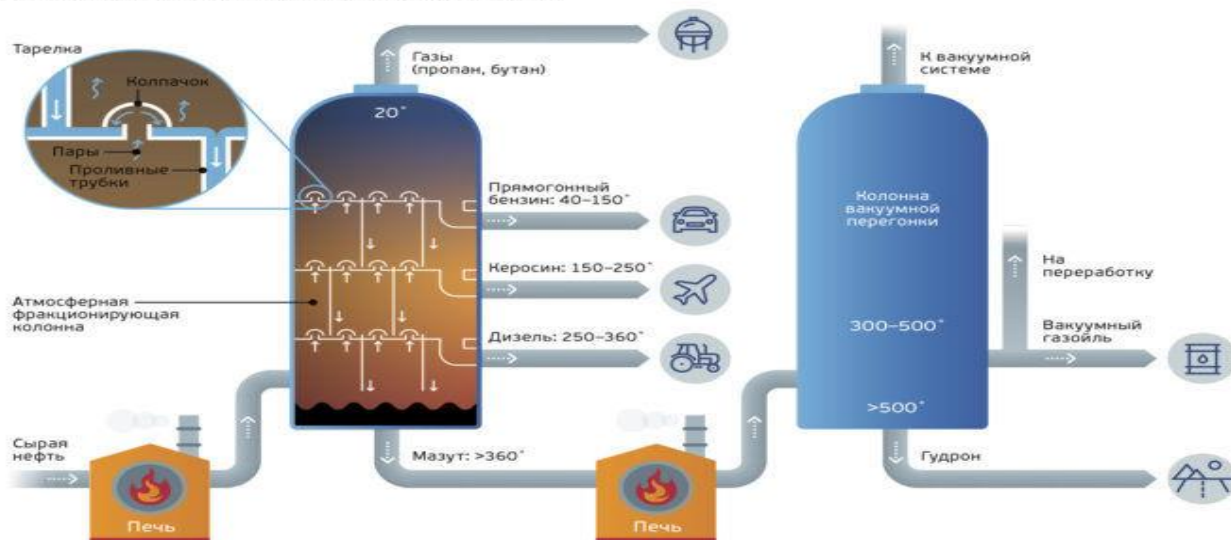 Тарелка
Колпачок
Пары
Проливные
трубки
Газы
(пропан, бутан)
20°
Прямогонный
бензин: 40–150°
Керосин: 150–250°
Атмосферная
фракционирующая
колонна
Дизель: 250–360°
Сырая
нефть
Печь
Мазут: >360°
Печь
К вакуумной
системе
Колонна
вакуумной
перегонки
На
переработку
300–500°
Вакуумный
газойль
>500°
Гудрон